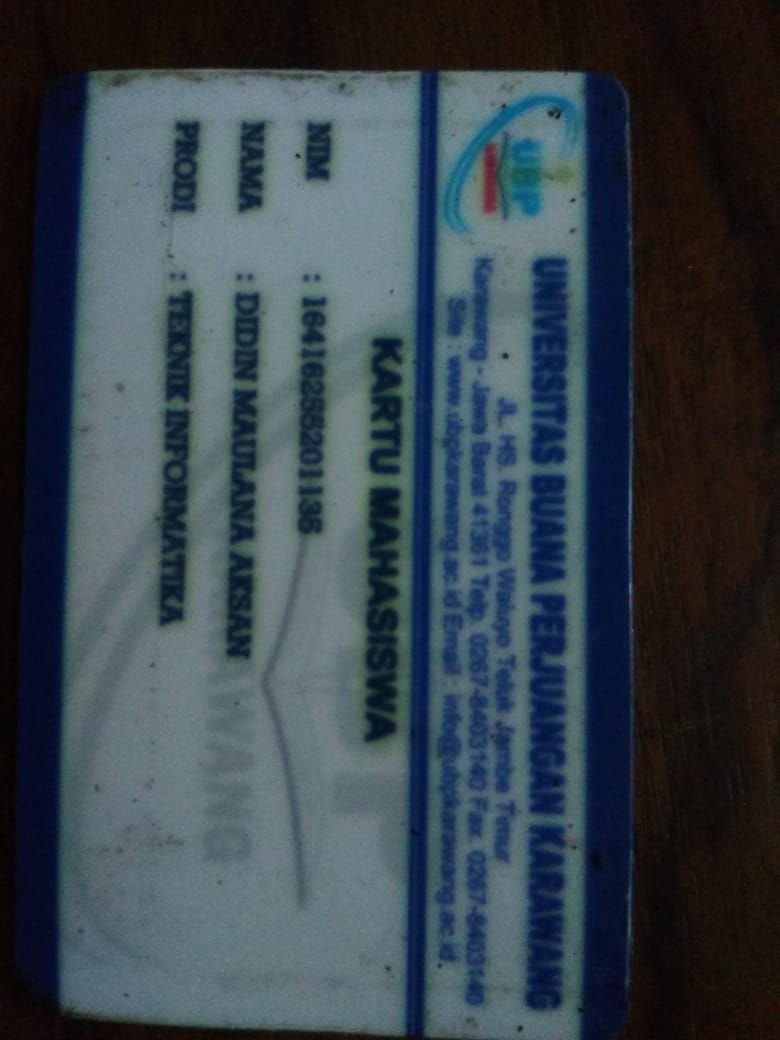 UBP
KARAWANG
UNIVERSITAS BUANA PERJUANGAN KARAWANG
JL. HS. Ronggo Waluyo Teluk Jambe Timur
Karawang - Jawa Barat 41361 Telp. 0267-8403140 Fax. 0267-8403140
Site : www.ubpkarawang.ac.id Email : info@ubpkarawang.ac.id
KARTU MAHASISWA
NIM : 16416255201136
NAMA : DIDIN MAULANA AKSAN
PRODI : TEKNIK INFORMATIKA